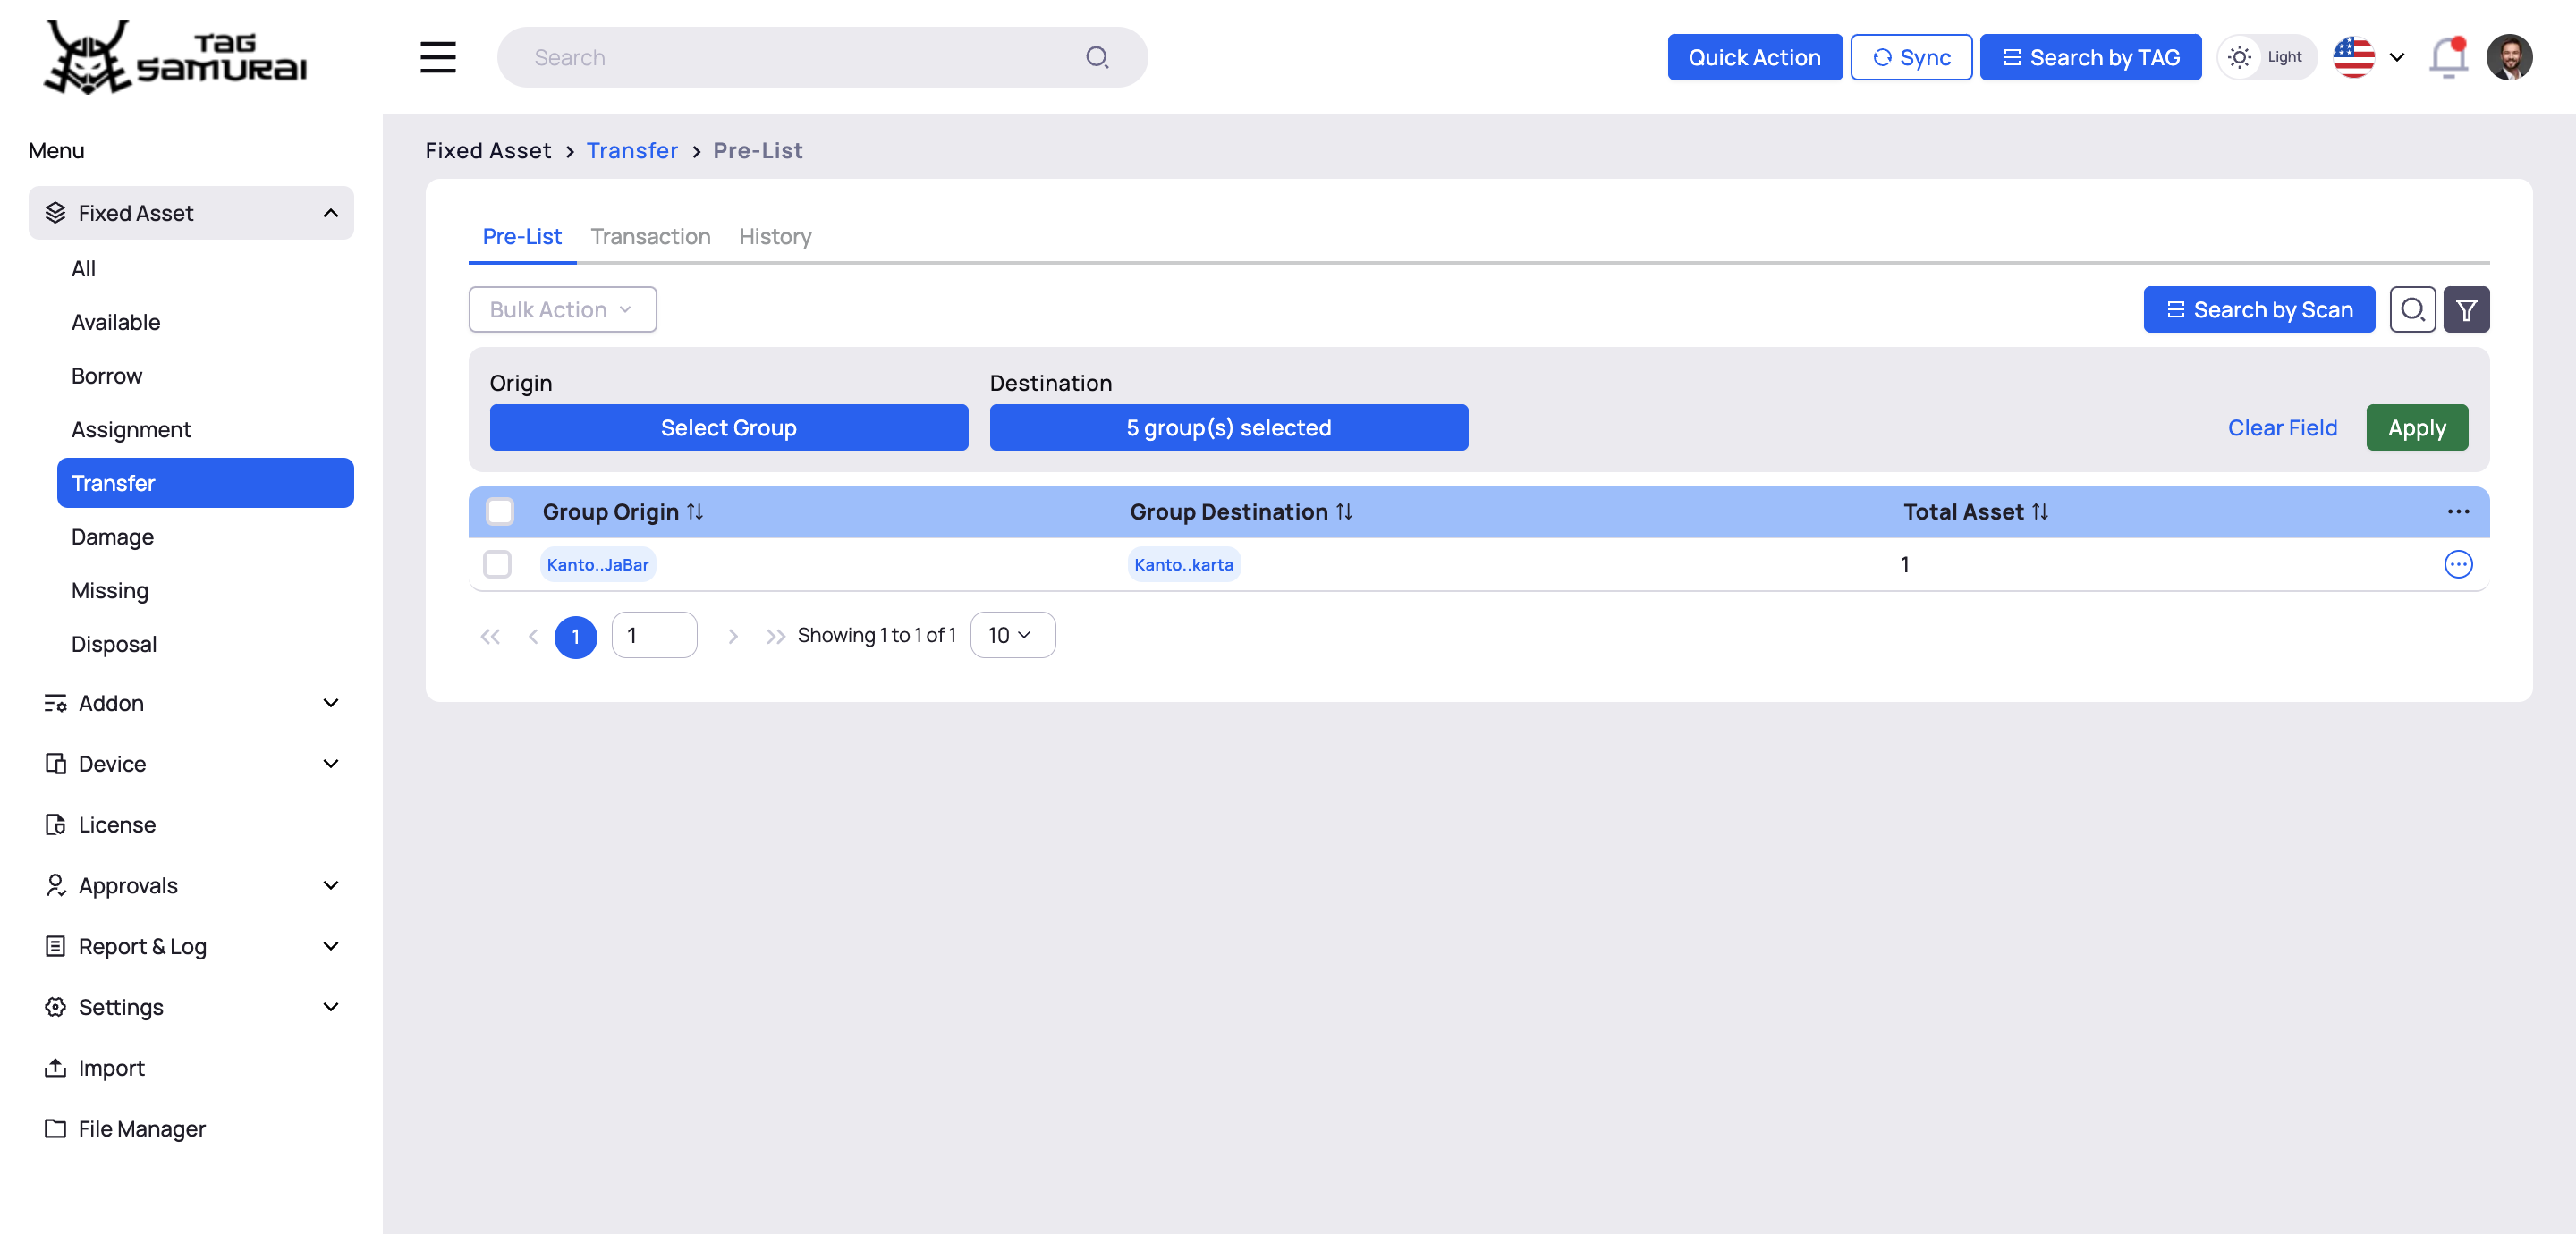 TAG SAMURAI
Search
Quick Action
Sync
Search by TAG
Light
Menu
Fixed Asset
All
Available
Borrow
Assignment
Transfer
Damage
Missing
Disposal
Addon
Device
License
Approvals
Report & Log
Settings
Import
File Manager
Fixed Asset > Transfer > Pre-List
Pre-List Transaction History
Bulk Action
Search by Scan
Origin Destination
Select Group 5 group(s) selected Clear Field Apply
Group Origin Group Destination Total Asset
Kanto..JaBar Kanto..karta 1
1 1 Showing 1 to 1 of 1 10